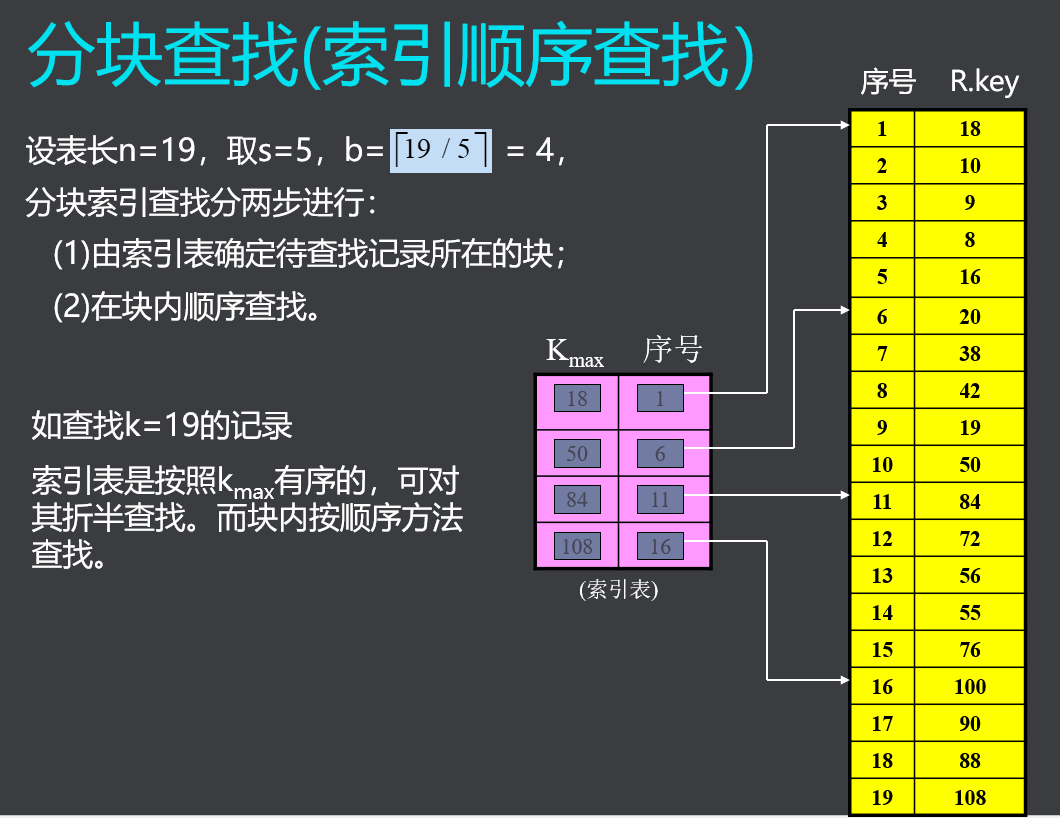 分块查找(索引顺序查找)
设表长n=19，取s=5，b=⌈19 / 5⌉ = 4，
分块索引查找分两步进行：
(1)由索引表确定待查找记录所在的块；
(2)在块内顺序查找。
如查找k=19的记录
索引表是按照kmax有序的，可对
其折半查找。而块内按顺序方法
查找。
Kmax 序号
18 1
50 6
84 11
108 16
(索引表)
序号 R.key
1 18
2 10
3 9
4 8
5 16
6 20
7 38
8 42
9 19
10 50
11 84
12 72
13 56
14 55
15 76
16 100
17 90
18 88
19 108